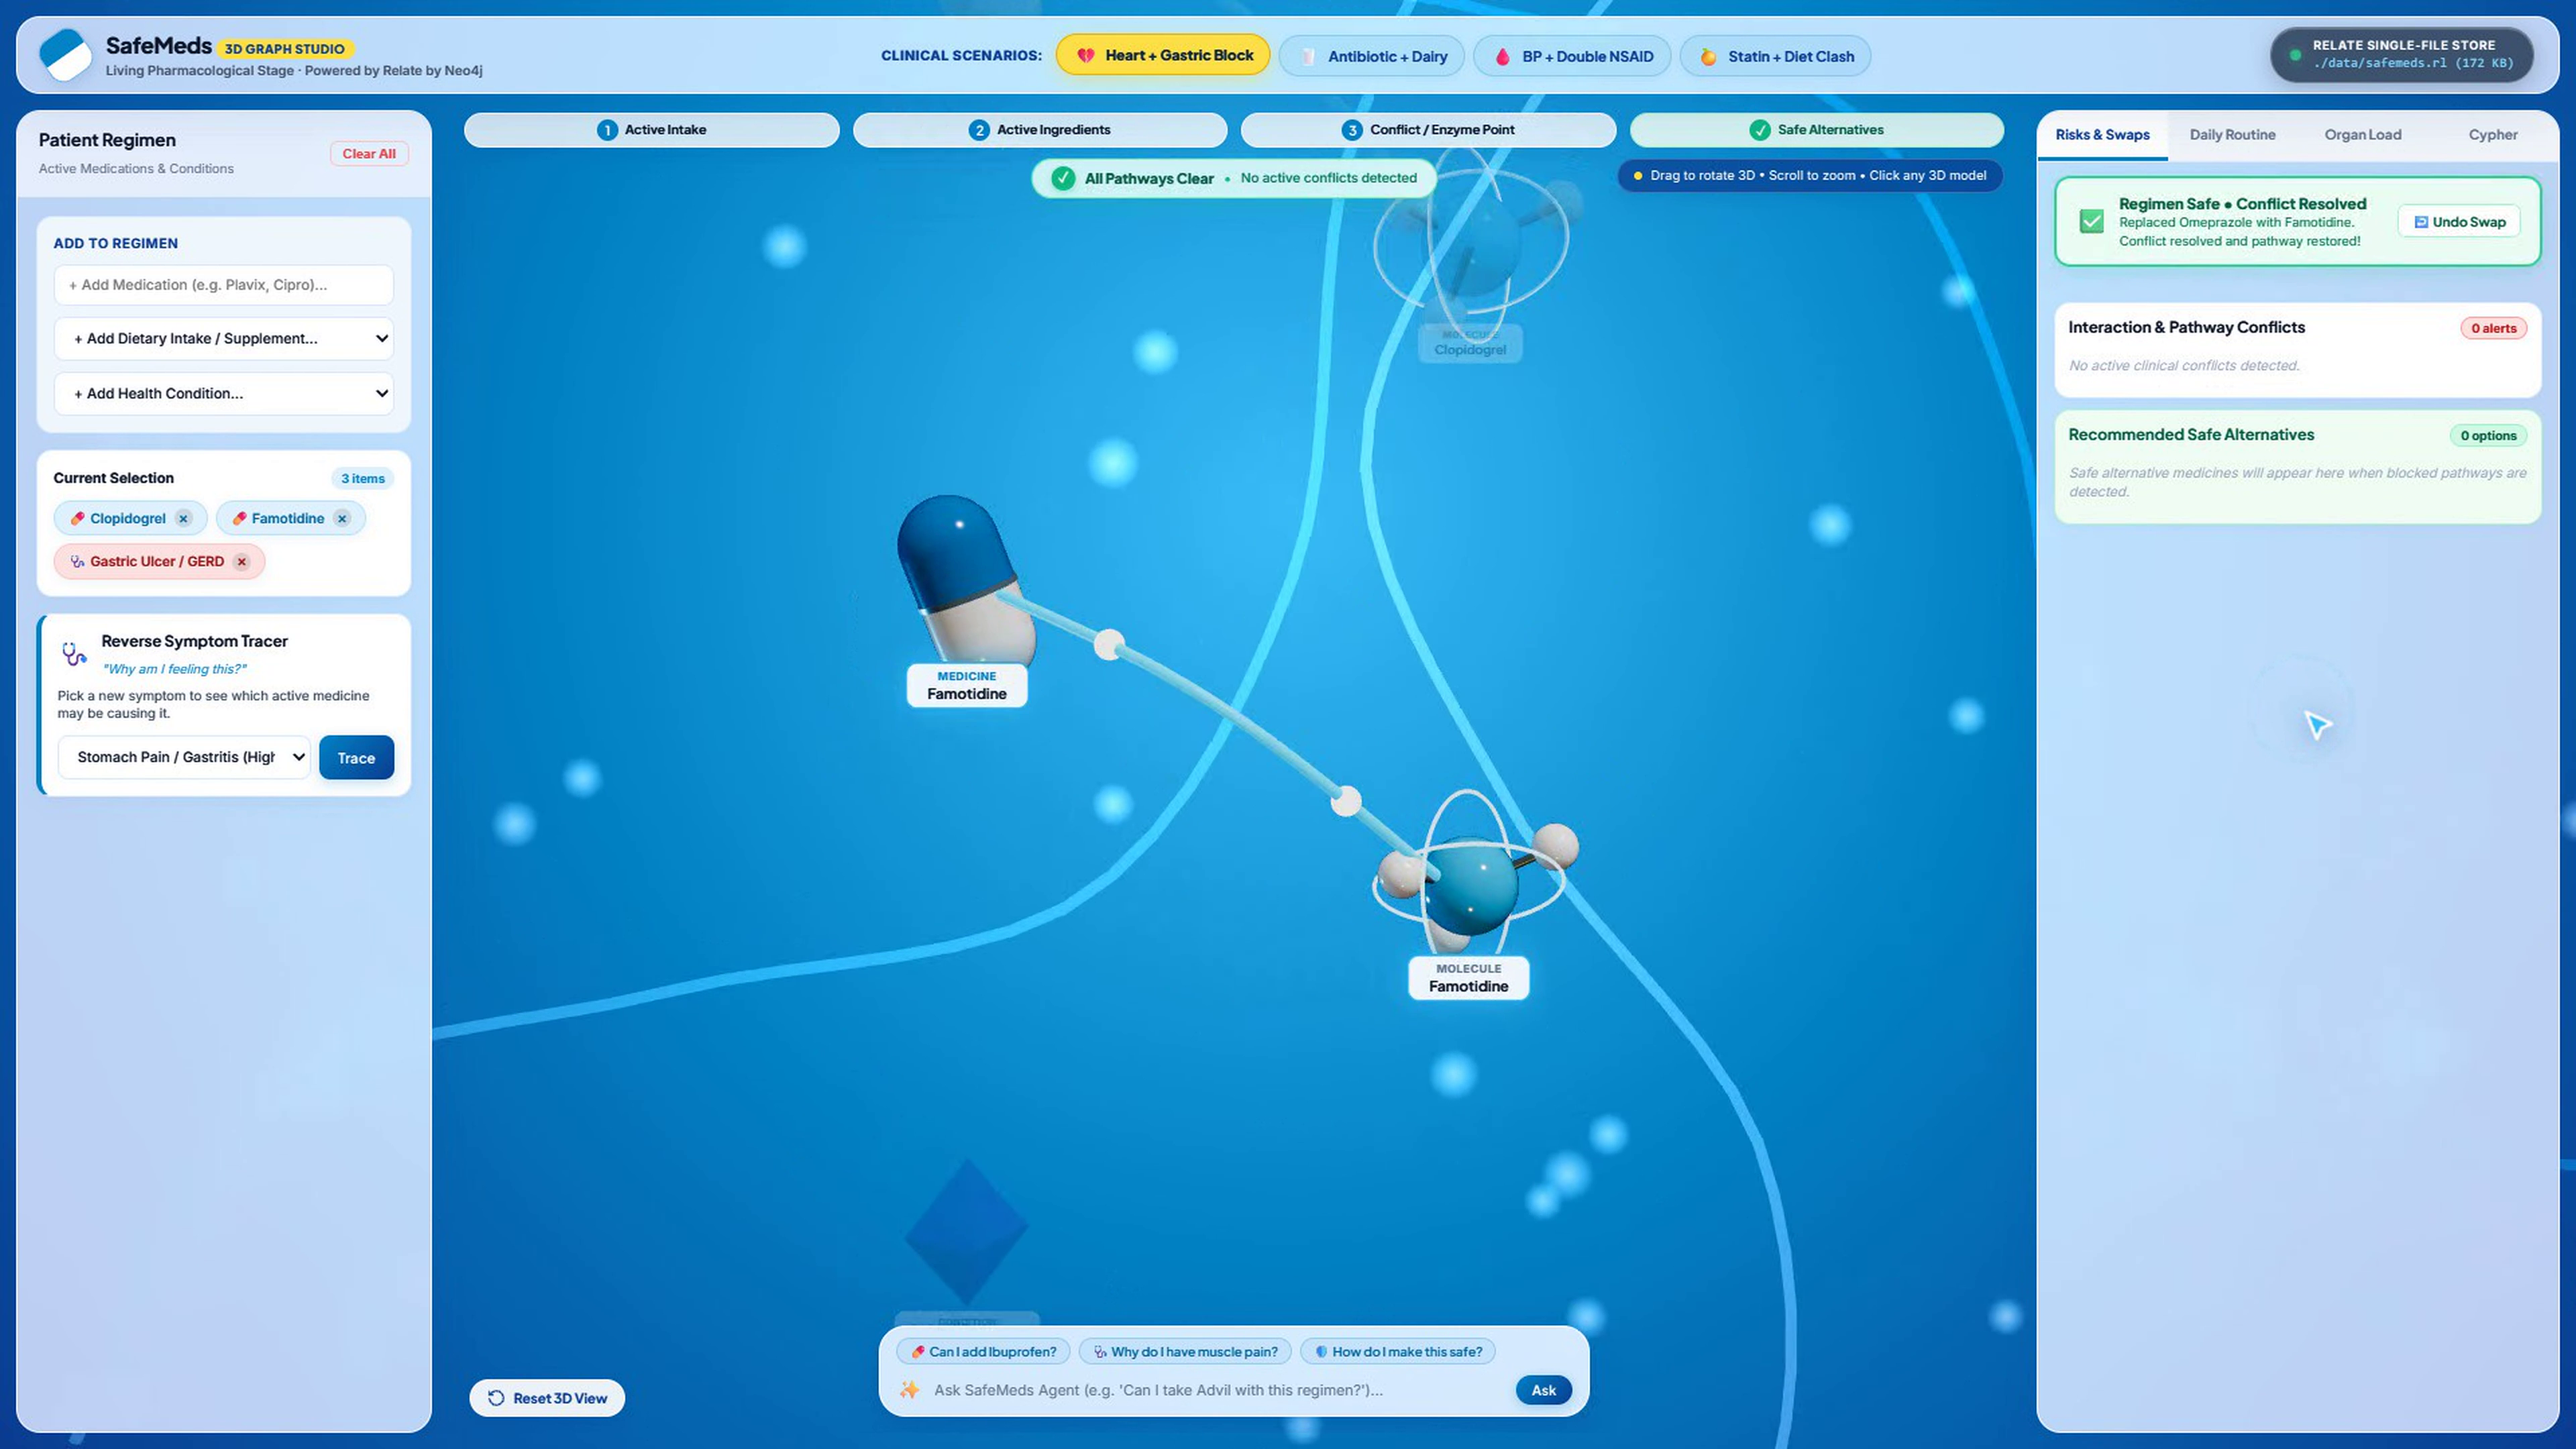 SafeMeds 3D GRAPH STUDIO
Living Pharmacological Stage · Powered by Relate by Neo4j
CLINICAL SCENARIOS:
Heart + Gastric Block
Antibiotic + Dairy
BP + Double NSAID
Statin + Diet Clash
RELATE SINGLE-FILE STORE
./data/safemeds.rl (172 KB)
Patient Regimen
Active Medications & Conditions
Clear All
ADD TO REGIMEN
+ Add Medication (e.g. Plavix, Cipro)...
+ Add Dietary Intake / Supplement...
+ Add Health Condition...
Current Selection
3 items
Clopidogrel ×
Famotidine ×
Gastric Ulcer / GERD ×
Reverse Symptom Tracer
"Why am I feeling this?"
Pick a new symptom to see which active medicine
may be causing it.
Stomach Pain / Gastritis (High
Trace
1 Active Intake
2 Active Ingredients
3 Conflict / Enzyme Point
✓ Safe Alternatives
✓ All Pathways Clear • No active conflicts detected
Drag to rotate 3D • Scroll to zoom • Click any 3D model
MOLECULE
Clopidogrel
MEDICINE
Famotidine
MOLECULE
Famotidine
CONDITION
Reset 3D View
Can I add Ibuprofen?
Why do I have muscle pain?
How do I make this safe?
Ask SafeMeds Agent (e.g. 'Can I take Advil with this regimen?')...
Ask
Risks & Swaps
Daily Routine
Organ Load
Cypher
Regimen Safe • Conflict Resolved
Replaced Omeprazole with Famotidine.
Conflict resolved and pathway restored!
Undo Swap
Interaction & Pathway Conflicts
0 alerts
No active clinical conflicts detected.
Recommended Safe Alternatives
0 options
Safe alternative medicines will appear here when blocked pathways are
detected.